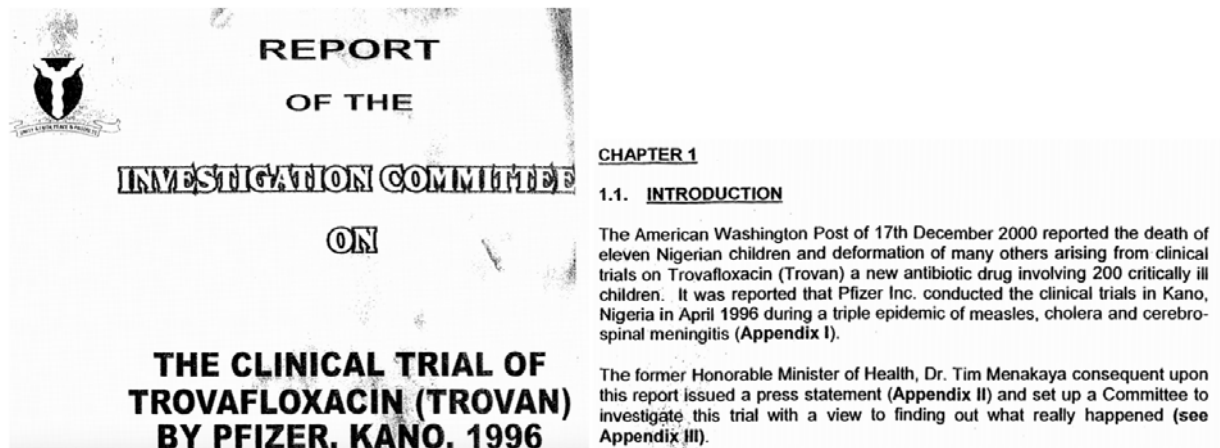 REPORT
OF THE
INVESTIGATION COMMITTEE
ON
THE CLINICAL TRIAL OF
TROVAFLOXACIN (TROVAN)
BY PFIZER, KANO, 1996
CHAPTER 1
1.1. INTRODUCTION
The American Washington Post of 17th December 2000 reported the death of
eleven Nigerian children and deformation of many others arising from clinical
trials on Trovafloxacin (Trovan) a new antibiotic drug involving 200 critically ill
children. It was reported that Pfizer Inc. conducted the clinical trials in Kano,
Nigeria in April 1996 during a triple epidemic of measles, cholera and cerebro-
spinal meningitis (Appendix I).
The former Honorable Minister of Health, Dr. Tim Menakaya consequent upon
this report issued a press statement (Appendix II) and set up a Committee to
investigate this trial with a view to finding out what really happened (see
Appendix III).